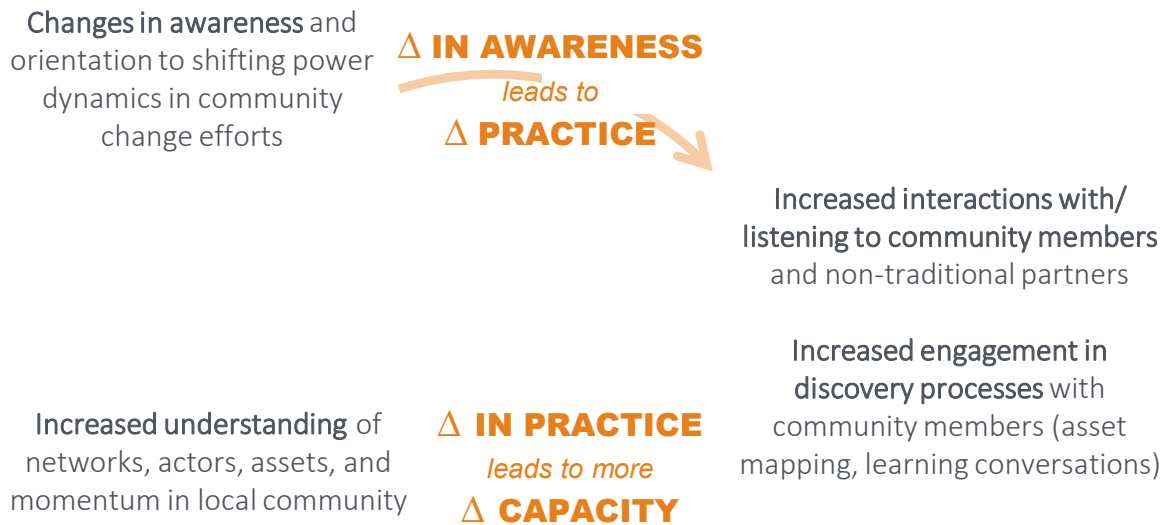 Changes in awareness and
orientation to shifting power
dynamics in community
change efforts
Δ IN AWARENESS
leads to
Δ PRACTICE
Increased interactions with/
listening to community members
and non-traditional partners
Increased engagement in
discovery processes with
community members (asset
mapping, learning conversations)
Δ IN PRACTICE
leads to more
Δ CAPACITY
Increased understanding of
networks, actors, assets, and
momentum in local community